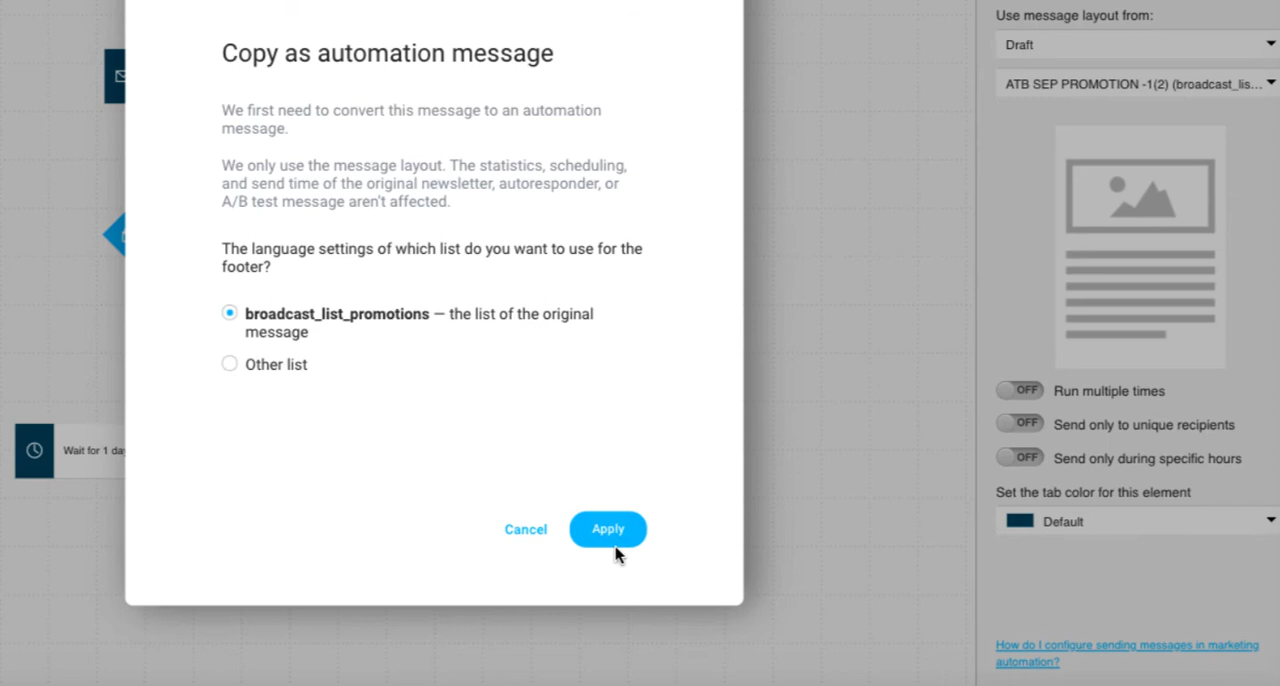 Copy as automation message
We first need to convert this message to an automation
message.
We only use the message layout. The statistics, scheduling,
and send time of the original newsletter, autoresponder, or
A/B test message aren't affected.
The language settings of which list do you want to use for the
footer?
broadcast_list_promotions — the list of the original
message
Other list
Cancel
Apply
Wait for 1 da
Use message layout from:
Draft
ATB SEP PROMOTION -1(2) (broadcast_lis...
OFF Run multiple times
OFF Send only to unique recipients
OFF Send only during specific hours
Set the tab color for this element
Default
How do I configure sending messages in marketing
automation?